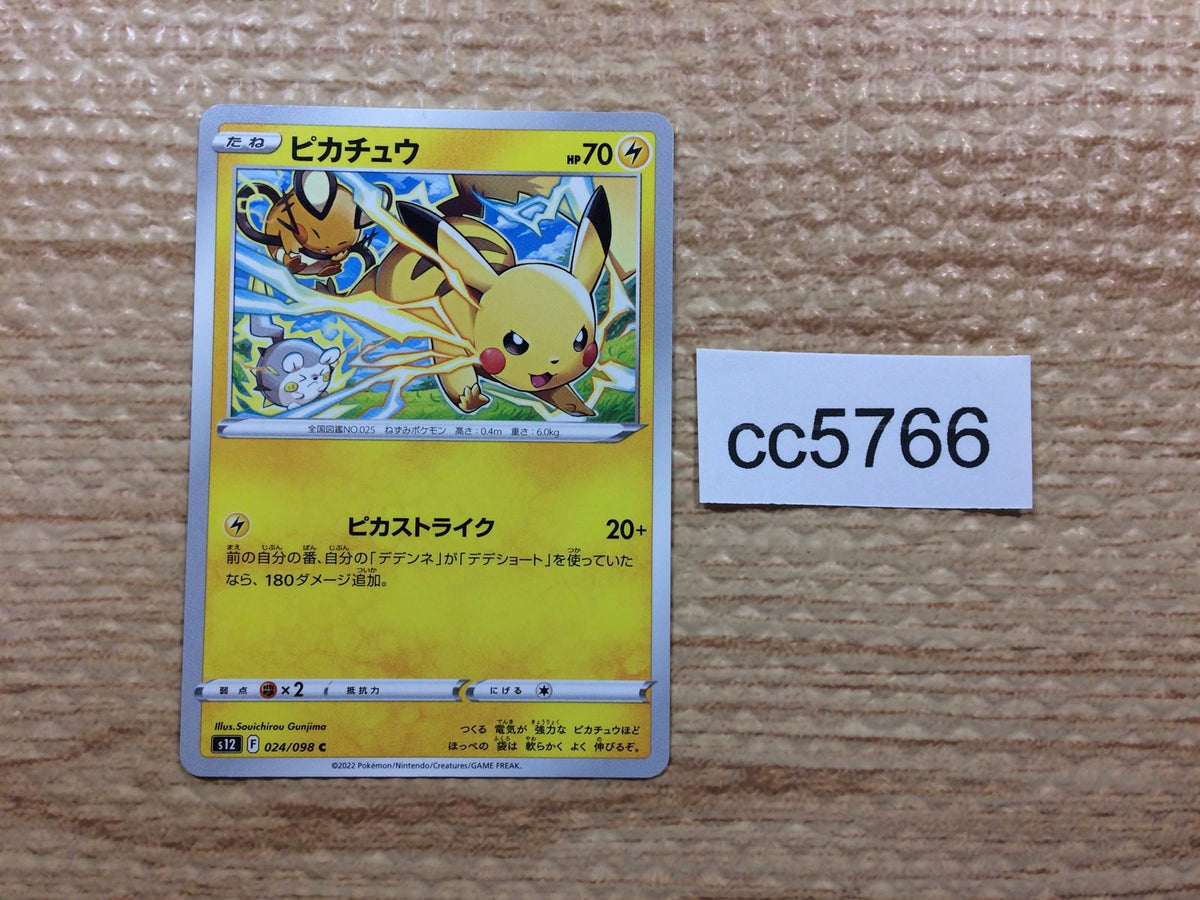 たね ピカチュウ HP70
全国図鑑NO.025 ねずみポケモン 高さ:0.4m 重さ:6.0kg
ピカストライク 20+
前の自分の番、自分の「デデンネ」が「デデショート」を使っていた
なら、180ダメージ追加。
弱点 ×2 抵抗力 にげる
Illus.Souichirou Gunjima
s12 F 024/098 C
つくる 電気が 強力な ピカチュウほど
ほっぺの 袋は 軟らかく よく 伸びるぞ。
©2022 Pokémon/Nintendo/Creatures/GAME FREAK.
cc5766